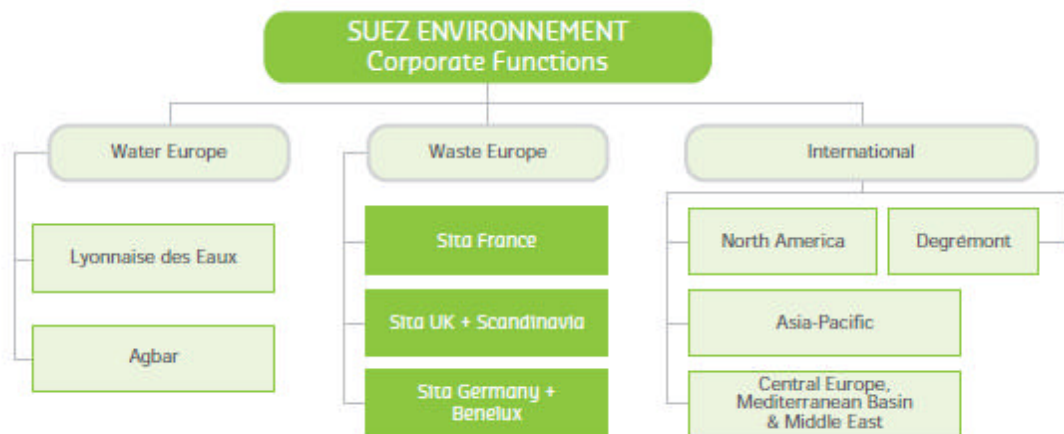 SUEZ ENVIRONNEMENT
Corporate Functions
Water Europe
Waste Europe
International
Lyonnaise des Eaux
Agbar
Sita France
Sita UK + Scandinavia
Sita Germany +
Benelux
North America
Degrémont
Asia-Pacific
Central Europe,
Mediterranean Basin
& Middle East